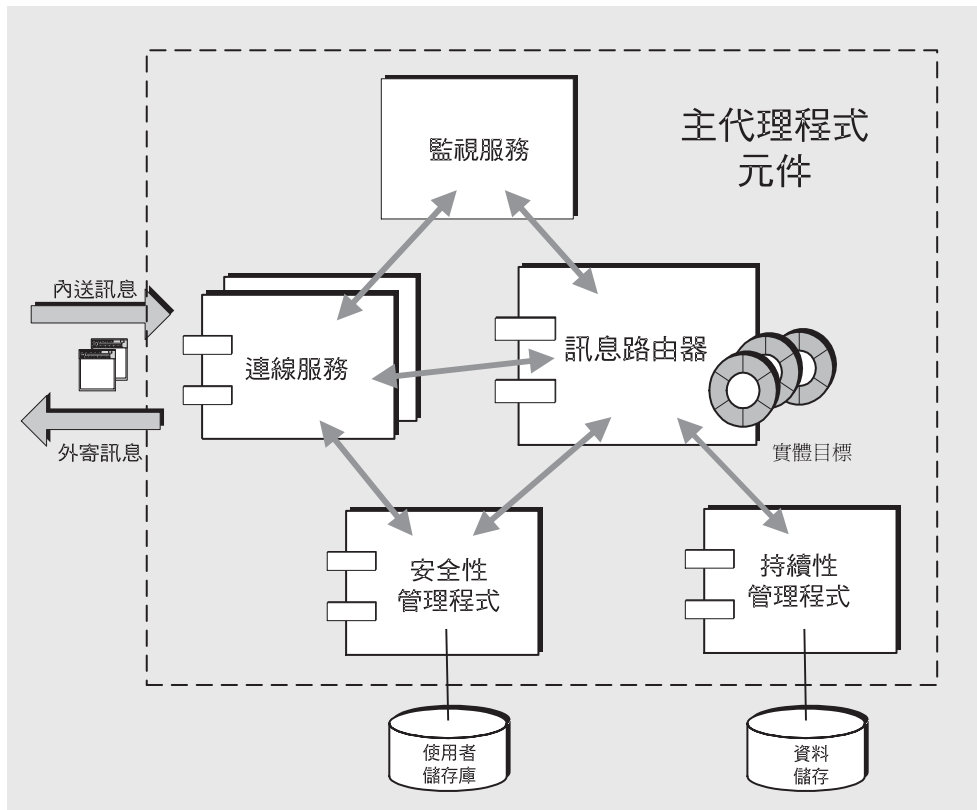 主代理程式
元件
監視服務
內送訊息
連線服務
訊息路由器
外寄訊息
實體目標
安全性
管理程式
持續性
管理程式
使用者
儲存庫
資料
儲存